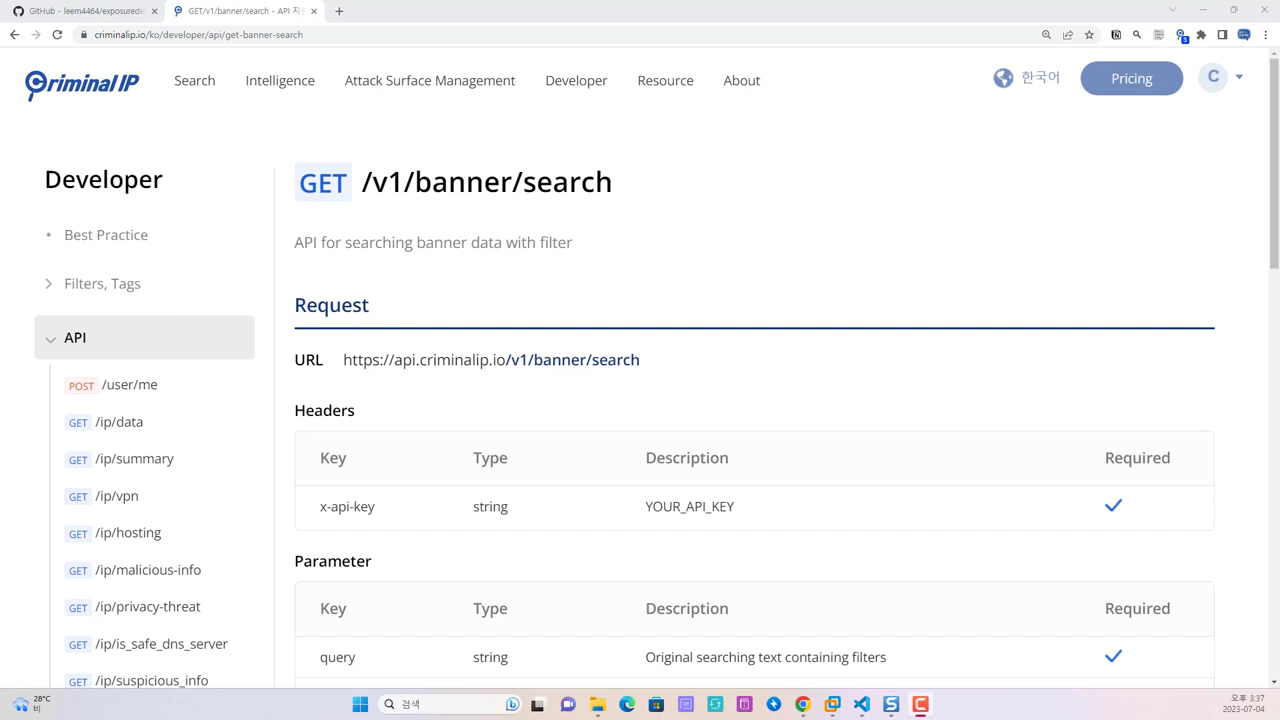 GitHub - leem4464/exposurede
GET/v1/banner/search - API 지
criminalip.io/ko/developer/api/get-banner-search
Criminal IP
Search
Intelligence
Attack Surface Management
Developer
Resource
About
한국어
Pricing
C
Developer
Best Practice
Filters, Tags
API
POST /user/me
GET /ip/data
GET /ip/summary
GET /ip/vpn
GET /ip/hosting
GET /ip/malicious-info
GET /ip/privacy-threat
GET /ip/is_safe_dns_server
GET /ip/suspicious_info
GET /v1/banner/search
API for searching banner data with filter
Request
URL https://api.criminalip.io/v1/banner/search
Headers
Key Type Description Required
x-api-key string YOUR_API_KEY
Parameter
Key Type Description Required
query string Original searching text containing filters
28°C
비
검색
오후 3:37
2023-07-04